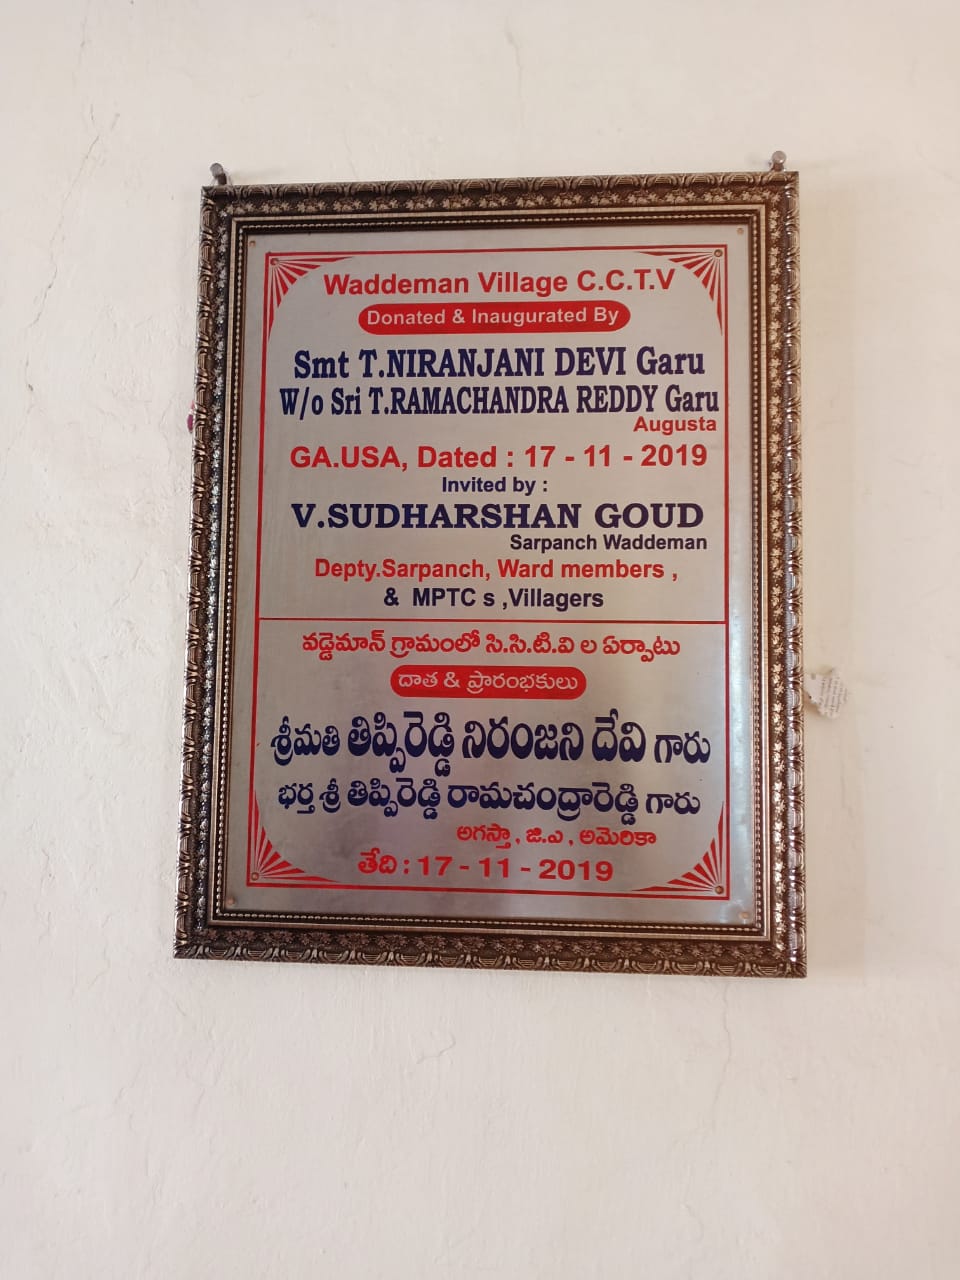 Waddeman Village C.C.T.V
Donated & Inaugurated By
Smt T.NIRANJANI DEVI Garu
W/o Sri T.RAMACHANDRA REDDY Garu
Augusta
GA.USA, Dated : 17 - 11 - 2019
Invited by :
V.SUDHARSHAN GOUD
Sarpanch Waddeman
Depty.Sarpanch, Ward members ,
& MPTC s ,Villagers
వడ్డెమాన్ గ్రామంలో సి.సి.టి.వి ల ఏర్పాటు
దాత & ప్రారంభకులు
శ్రీమతి తిప్పిరెడ్డి నిరంజని దేవి గారు
భర్త శ్రీ తిప్పిరెడ్డి రామచంద్రారెడ్డి గారు
అగస్తా , జి.ఎ , అమెరికా
తేది : 17 - 11 - 2019